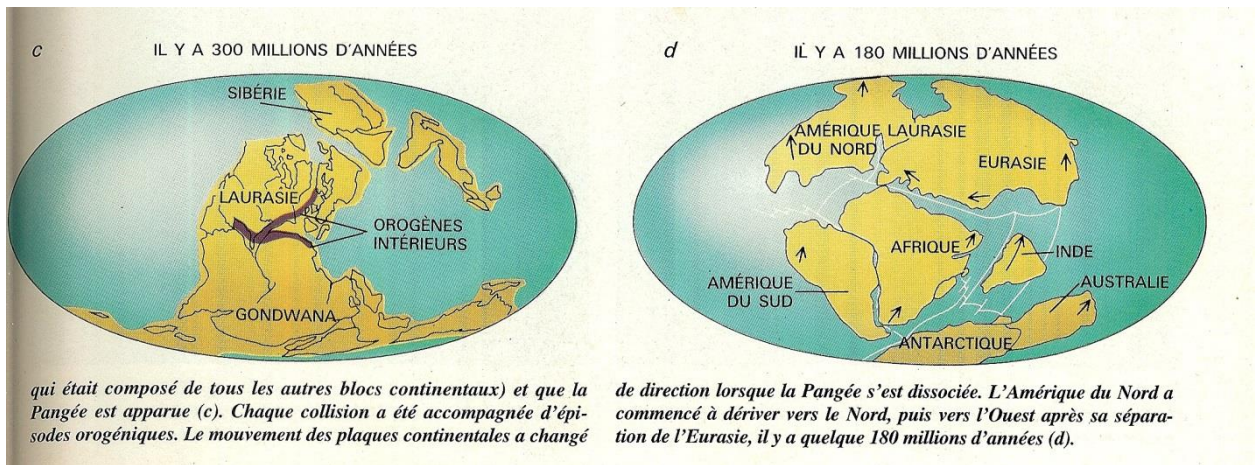 c
IL Y A 300 MILLIONS D'ANNÉES
SIBÉRIE
LAURASIE
OROGÈNES
INTÉRIEURS
GONDWANA
qui était composé de tous les autres blocs continentaux) et que la
Pangée est apparue (c). Chaque collision a été accompagnée d'épi-
sodes orogéniques. Le mouvement des plaques continentales a changé
d
IL Y A 180 MILLIONS D'ANNÉES
AMÉRIQUE LAURASIE
DU NORD
EURASIE
AFRIQUE
INDE
AMÉRIQUE
DU SUD
AUSTRALIE
ANTARCTIQUE
de direction lorsque la Pangée s'est dissociée. L'Amérique du Nord a
commencé à dériver vers le Nord, puis vers l'Ouest après sa sépara-
tion de l'Eurasie, il y a quelque 180 millions d'années (d).